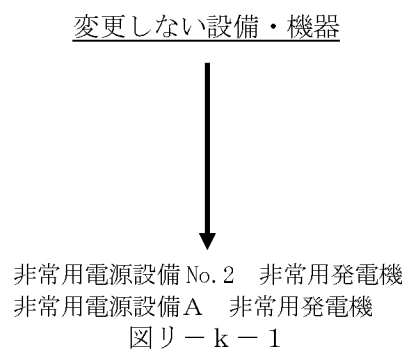 変更しない設備・機器
非常用電源設備 No.2　非常用発電機
非常用電源設備A　非常用発電機
図リ－k－1